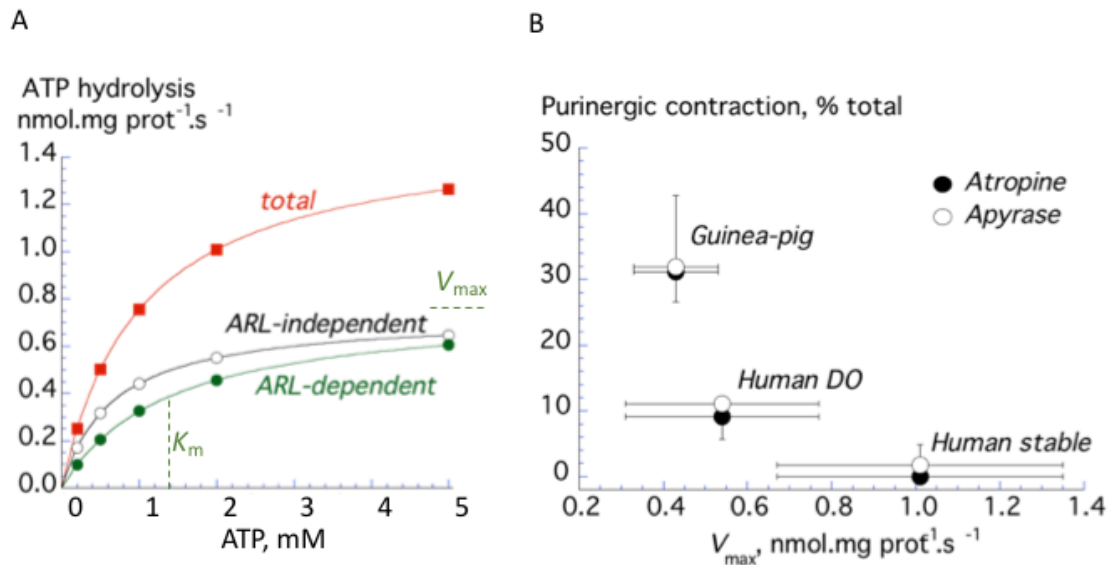 A
ATP hydrolysis
nmol.mg prot⁻¹.s ⁻¹
1.4
1.2
1.0
0.8
0.6
0.4
0.2
0.0
total
Vmax
ARL-independent
ARL-dependent
Km
0 1 2 3 4 5
ATP, mM
B
Purinergic contraction, % total
50
40
30
20
10
0
Atropine
Apyrase
Guinea-pig
Human DO
Human stable
0.2 0.4 0.6 0.8 1.0 1.2 1.4
Vmax, nmol.mg prot¹.s ⁻¹